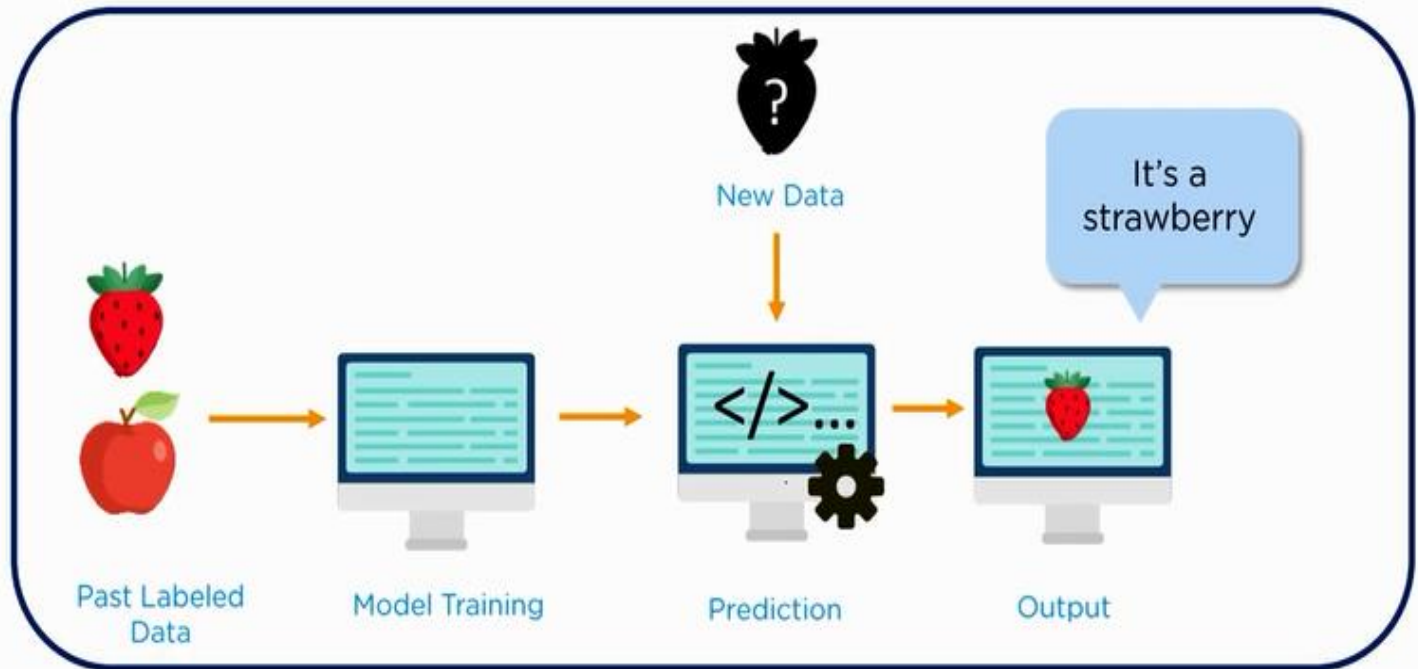 ?
New Data
It's a
strawberry
</>...
Past Labeled
Data
Model Training
Prediction
Output